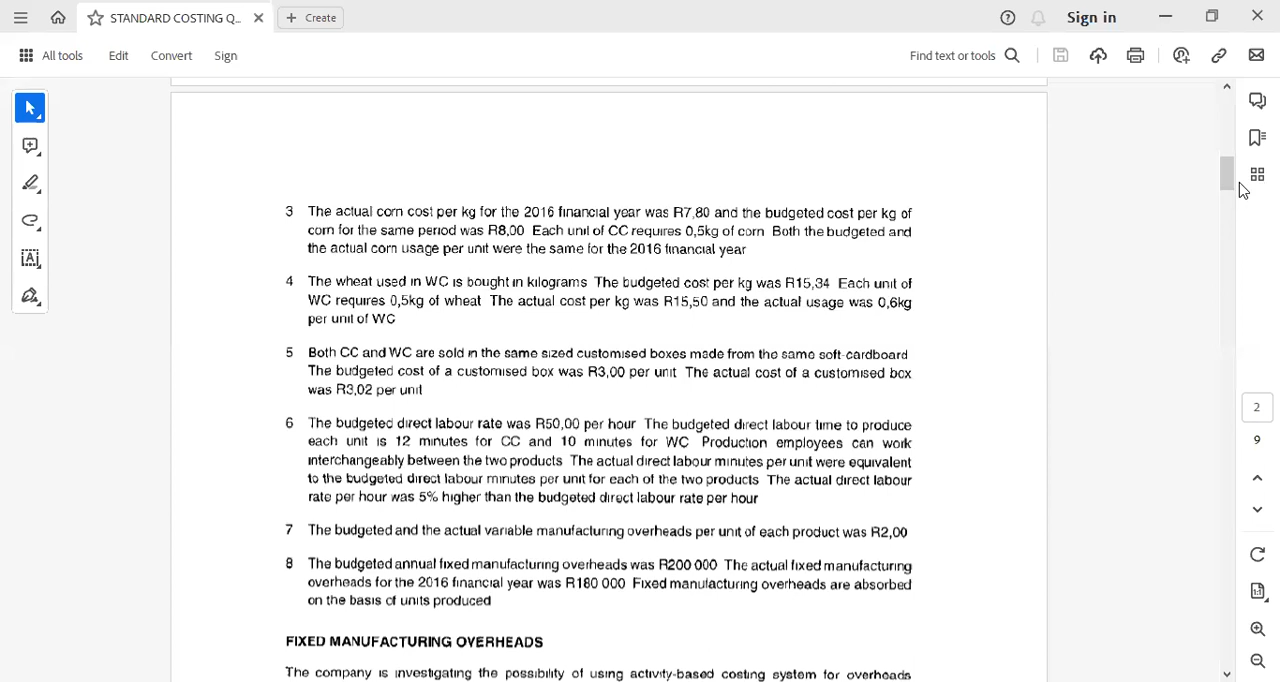 STANDARD COSTING Q...
Create
Sign in
All tools
Edit
Convert
Sign
Find text or tools
3 The actual corn cost per kg for the 2016 financial year was R7,80 and the budgeted cost per kg of
corn for the same period was R8,00 Each unit of CC requires 0,5kg of corn Both the budgeted and
the actual corn usage per unit were the same for the 2016 financial year
4 The wheat used in WC is bought in kilograms The budgeted cost per kg was R15,34 Each unit of
WC requires 0,5kg of wheat The actual cost per kg was R15,50 and the actual usage was 0,6kg
per unit of WC
5 Both CC and WC are sold in the same sized customised boxes made from the same soft-cardboard
The budgeted cost of a customised box was R3,00 per unit The actual cost of a customised box
was R3,02 per unit
6 The budgeted direct labour rate was R50,00 per hour The budgeted direct labour time to produce
each unit is 12 minutes for CC and 10 minutes for WC Production employees can work
interchangeably between the two products The actual direct labour minutes per unit were equivalent
to the budgeted direct labour minutes per unit for each of the two products The actual direct labour
rate per hour was 5% higher than the budgeted direct labour rate per hour
7 The budgeted and the actual variable manufacturing overheads per unit of each product was R2,00
8 The budgeted annual fixed manufacturing overheads was R200 000 The actual fixed manufacturing
overheads for the 2016 financial year was R180 000 Fixed manufacturing overheads are absorbed
on the basis of units produced
FIXED MANUFACTURING OVERHEADS
The company is investigating the possibility of using activity-based costing system for overheads
2
9